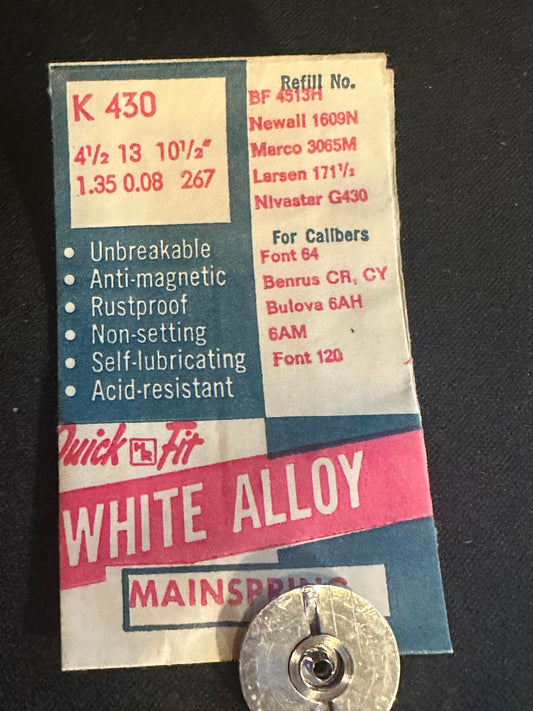 K 430
4½ 13 10½"
1.35 0.08 267
Refill No.
BF 4513H
Newall 1609N
Marco 3065M
Larsen 171½
Nivastar G430
For Calibers
Font 64
Benrus CR, CY
Bulova 6AH
6AM
Font 120
• Unbreakable
• Anti-magnetic
• Rustproof
• Non-setting
• Self-lubricating
• Acid-resistant
Quick Fit
WHITE ALLOY
MAINSPRING